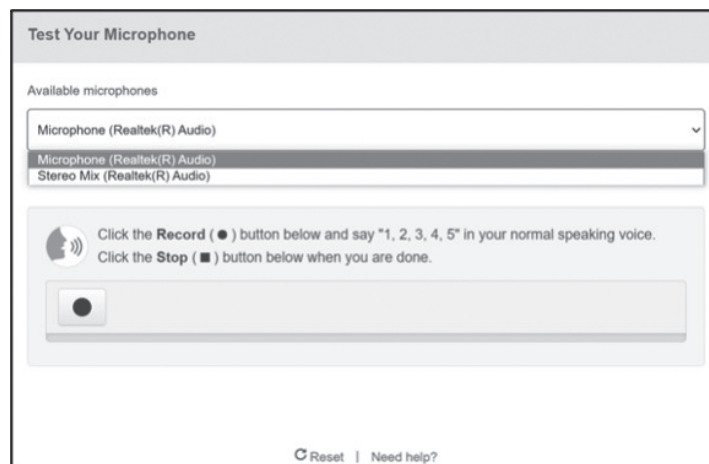 Test Your Microphone
Available microphones
Microphone (Realtek(R) Audio)
Microphone (Realtek(R) Audio)
Stereo Mix (Realtek(R) Audio)
Click the Record ( ● ) button below and say "1, 2, 3, 4, 5" in your normal speaking voice.
Click the Stop ( ■ ) button below when you are done.
Reset | Need help?